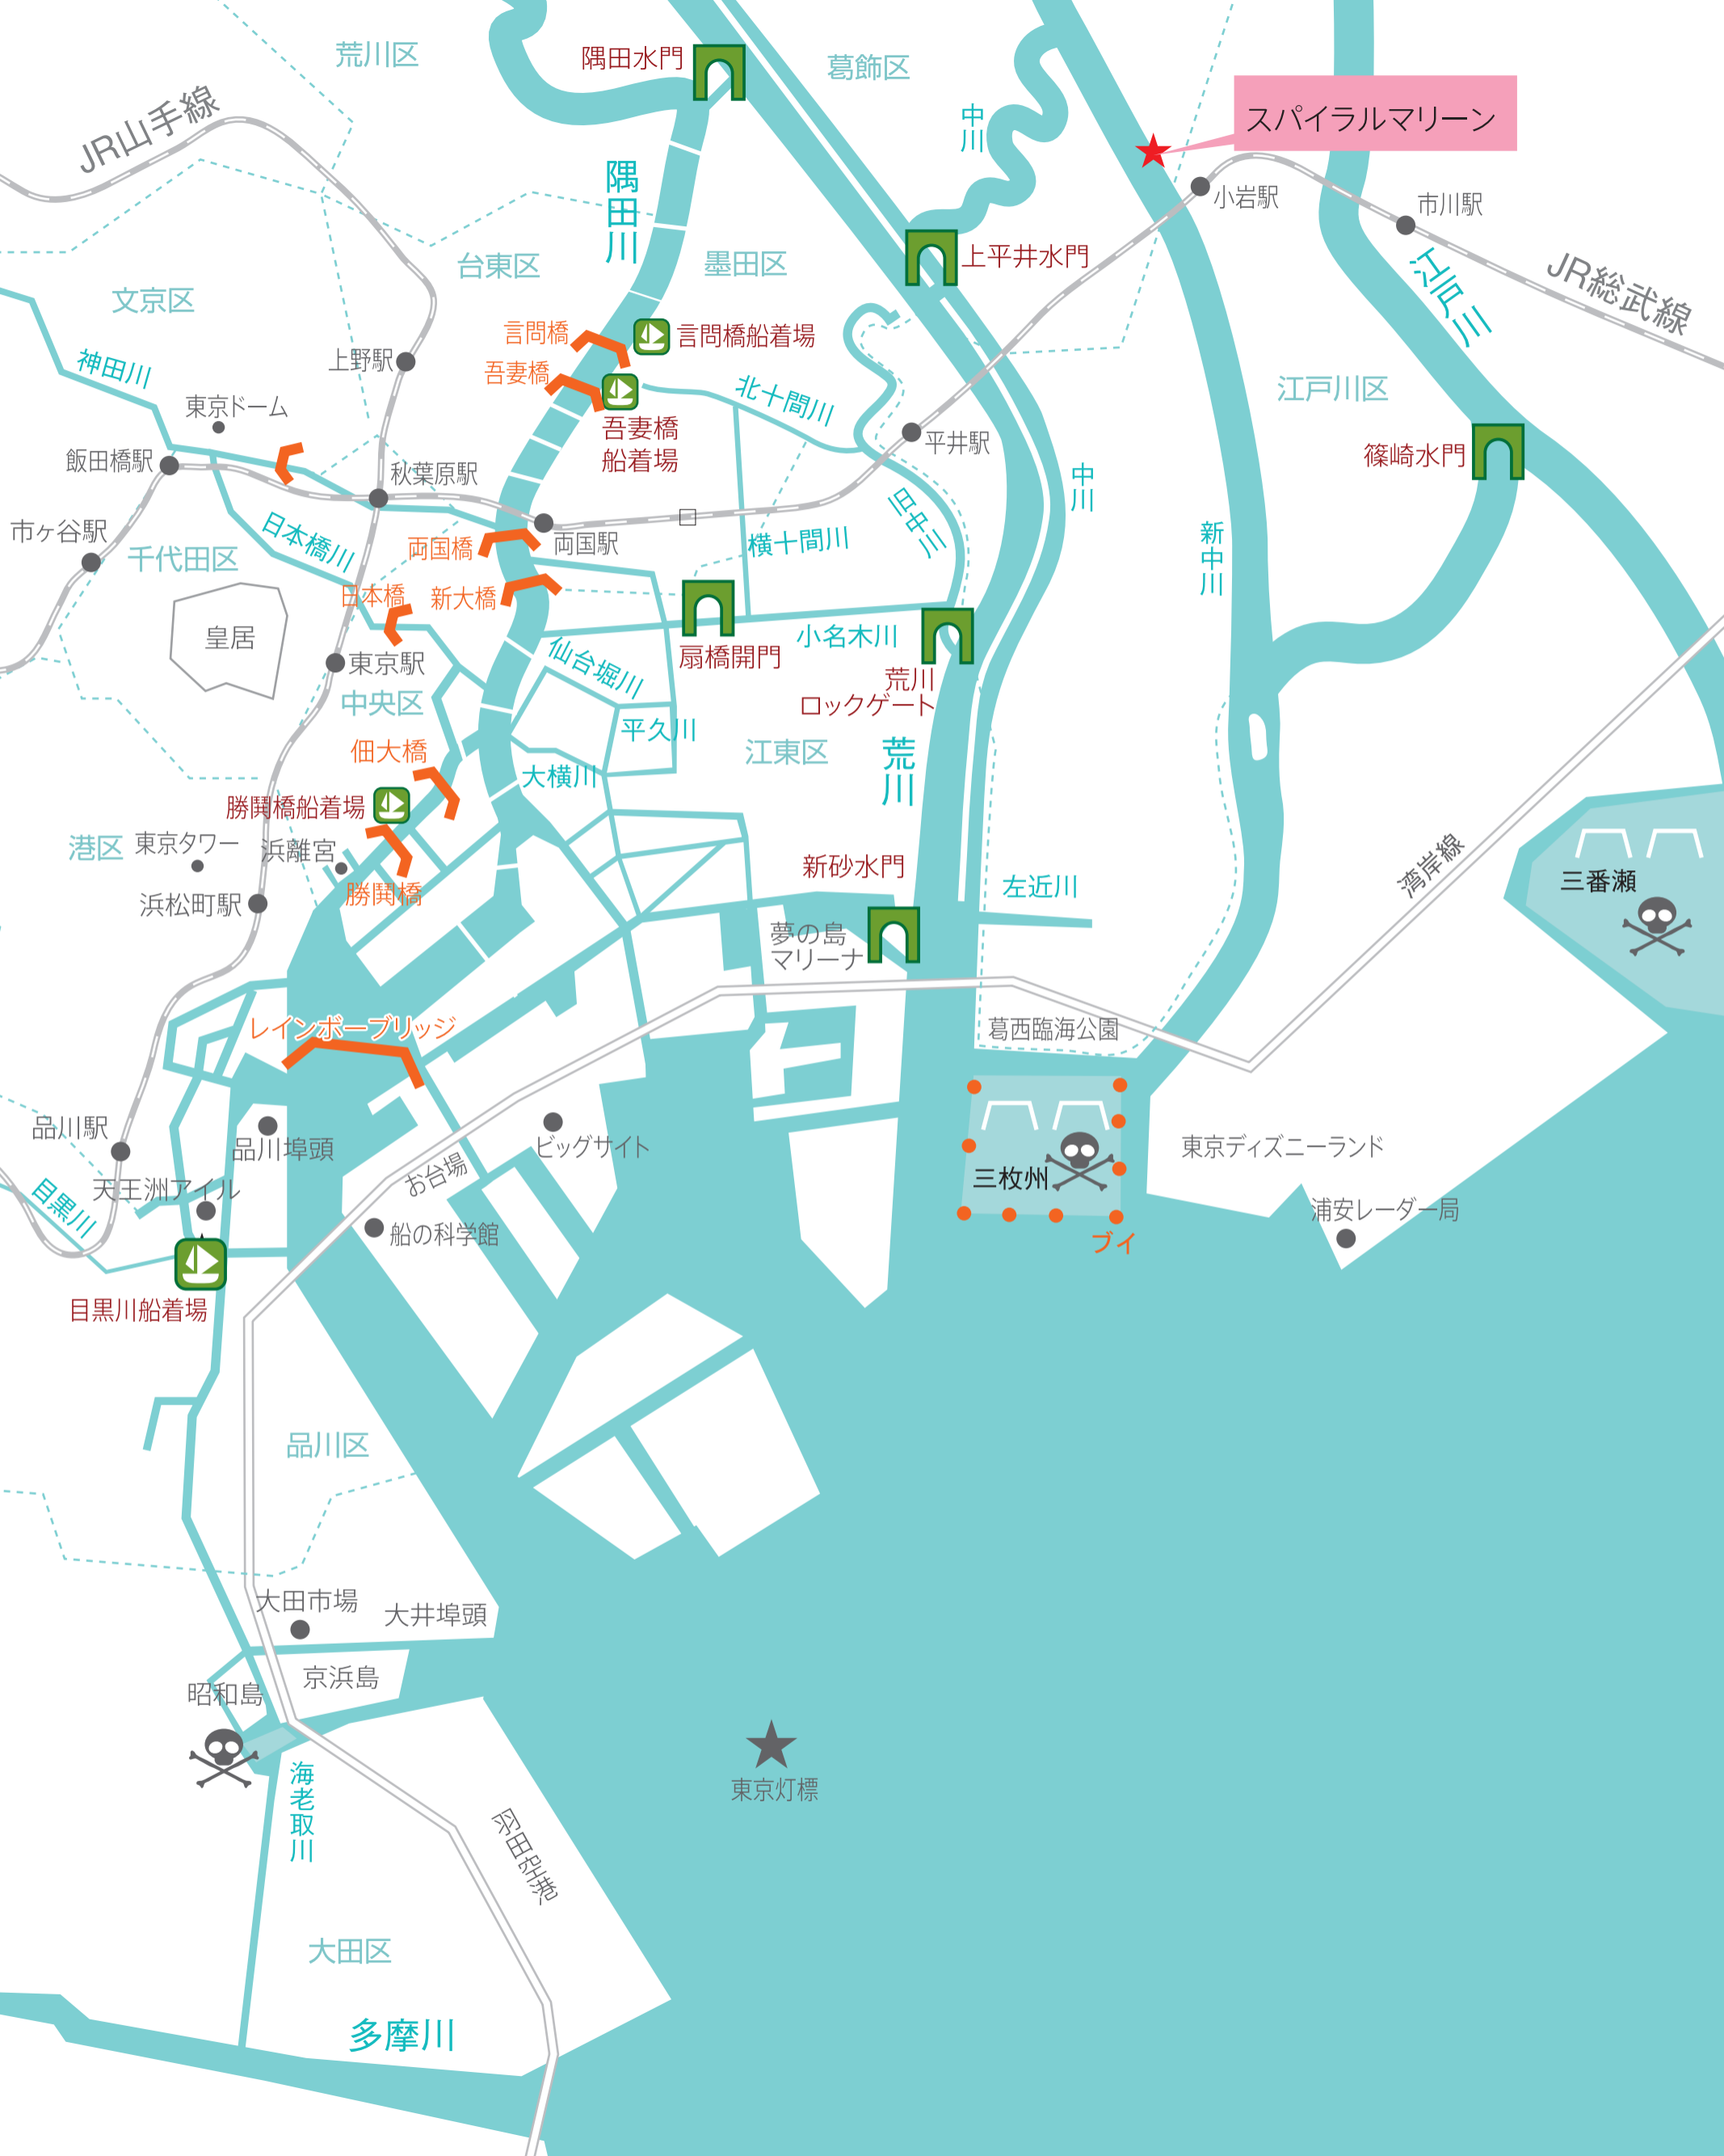 荒川区
隅田水門
葛飾区
中川
スパイラルマリーン
JR山手線
隅田川
小岩駅
市川駅
台東区
墨田区
上平井水門
江戸川
JR総武線
文京区
言問橋
言問橋船着場
上野駅
神田川
吾妻橋
北十間川
江戸川区
東京ドーム
吾妻橋
船着場
平井駅
篠崎水門
飯田橋駅
秋葉原駅
中川
旧中川
市ヶ谷駅
日本橋川
両国橋
両国駅
横十間川
新中川
千代田区
日本橋
新大橋
皇居
小名木川
東京駅
仙台堀川
扇橋開門
荒川
ロックゲート
中央区
平久川
江東区
荒川
佃大橋
大横川
勝鬨橋船着場
港区
東京タワー
浜離宮
新砂水門
湾岸線
三番瀬
勝鬨橋
左近川
浜松町駅
夢の島
マリーナ
レインボーブリッジ
葛西臨海公園
品川駅
品川埠頭
ビッグサイト
東京ディズニーランド
お台場
三枚州
天王洲アイル
目黒川
船の科学館
浦安レーダー局
ブイ
目黒川船着場
品川区
大田市場
大井埠頭
京浜島
昭和島
海老取川
東京灯標
羽田空港
大田区
多摩川